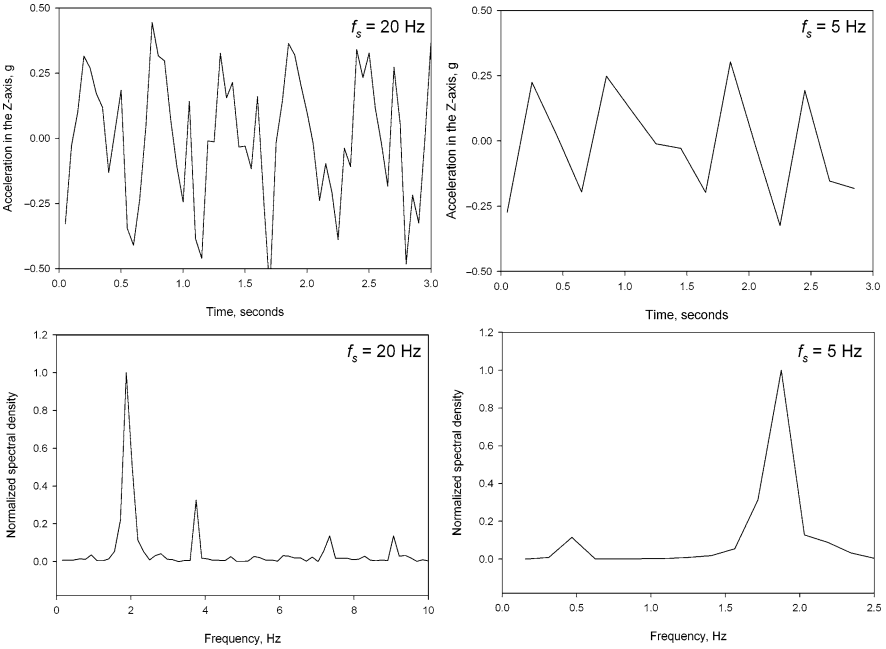 fs = 20 Hz
Acceleration in the Z-axis, g
0.50
0.25
0.00
–0.25
–0.50
0.0 0.5 1.0 1.5 2.0 2.5 3.0
Time, seconds
fs = 5 Hz
Acceleration in the Z-axis, g
0.50
0.25
0.00
–0.25
–0.50
0.0 0.5 1.0 1.5 2.0 2.5 3.0
Time, seconds
fs = 20 Hz
Normalized spectral density
1.2
1.0
0.8
0.6
0.4
0.2
0.0
0 2 4 6 8 10
Frequency, Hz
fs = 5 Hz
Normalized spectral density
1.2
1.0
0.8
0.6
0.4
0.2
0.0
0.0 0.5 1.0 1.5 2.0 2.5
Frequency, Hz